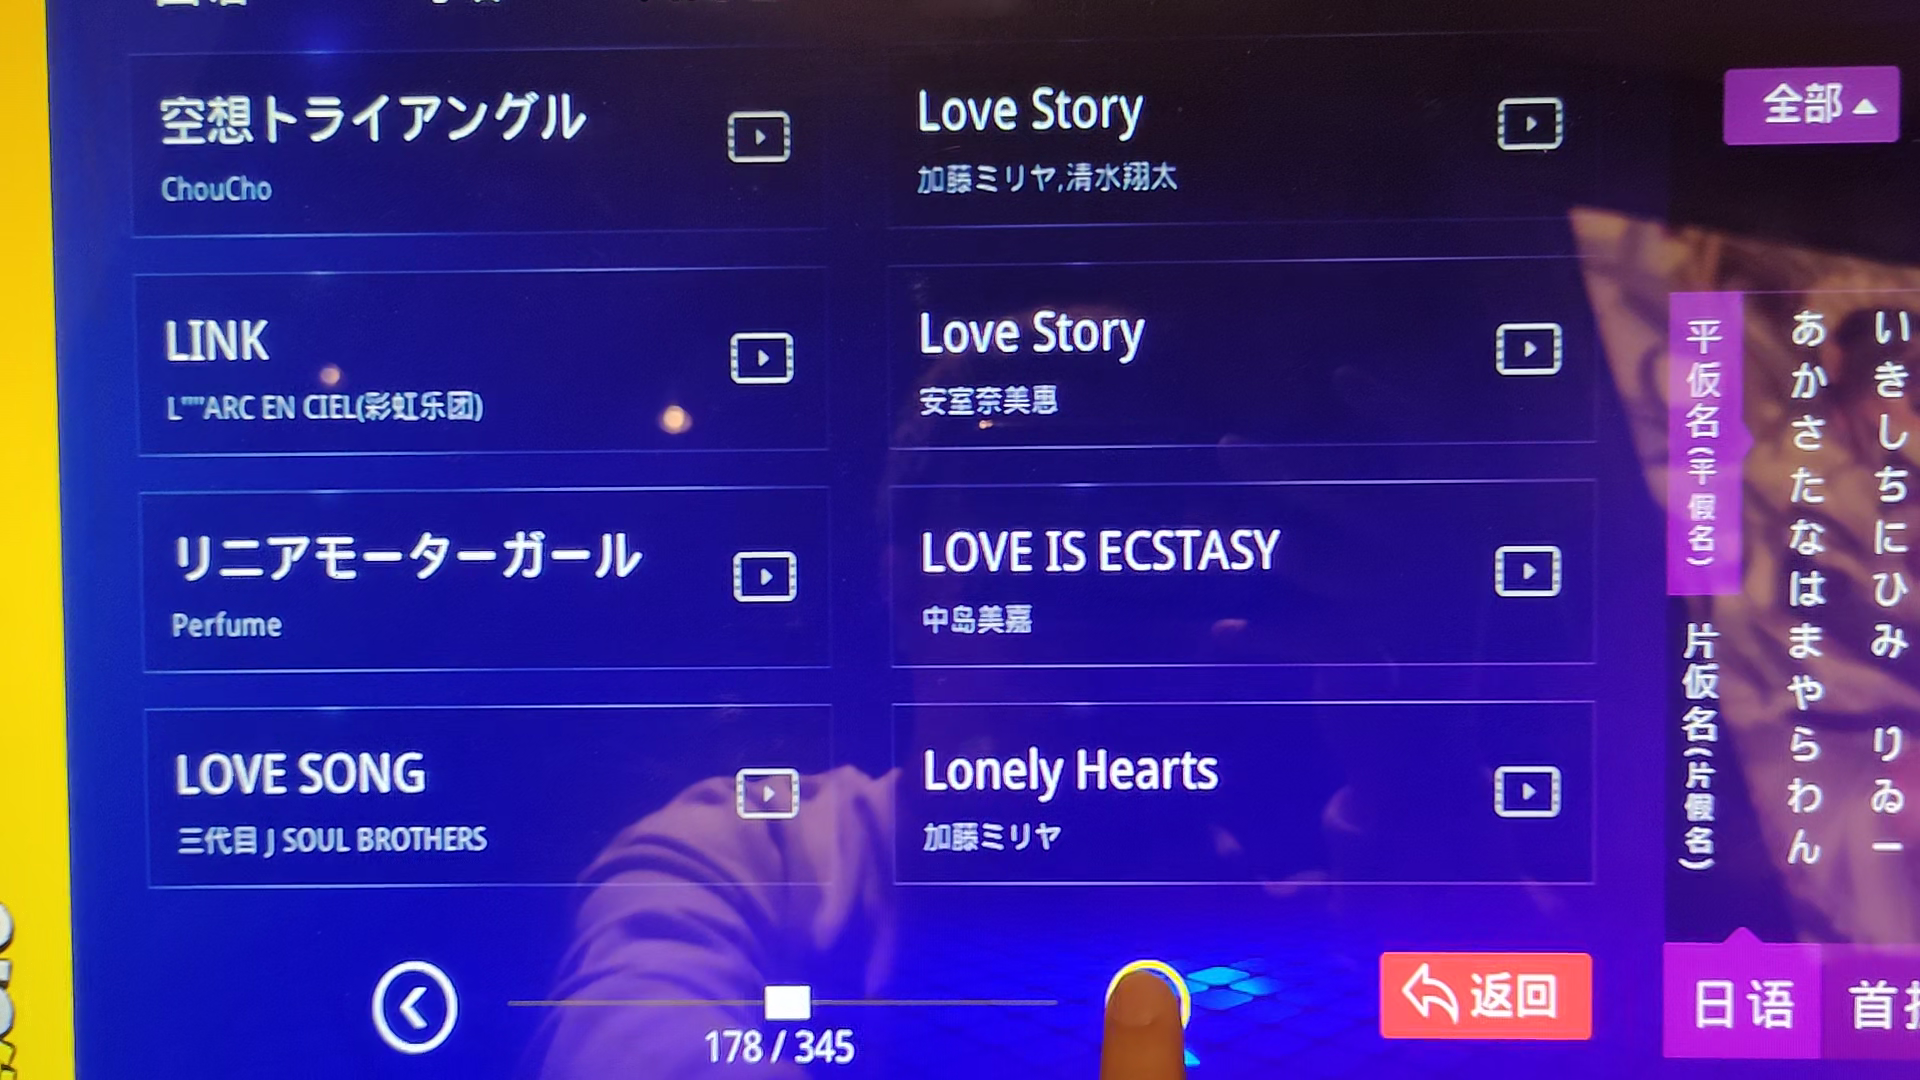 空想トライアングル
ChouCho
Love Story
加藤ミリヤ,清水翔太
LINK
L""ARC EN CIEL(彩虹乐团)
Love Story
安室奈美惠
リニアモーターガール
Perfume
LOVE IS ECSTASY
中岛美嘉
LOVE SONG
三代目 J SOUL BROTHERS
Lonely Hearts
加藤ミリヤ
178 / 345
返回
全部
平仮名(平假名)
片仮名(片假名)
あかさたなはまやらわん
いきしちにひみ りゐー
日语
首